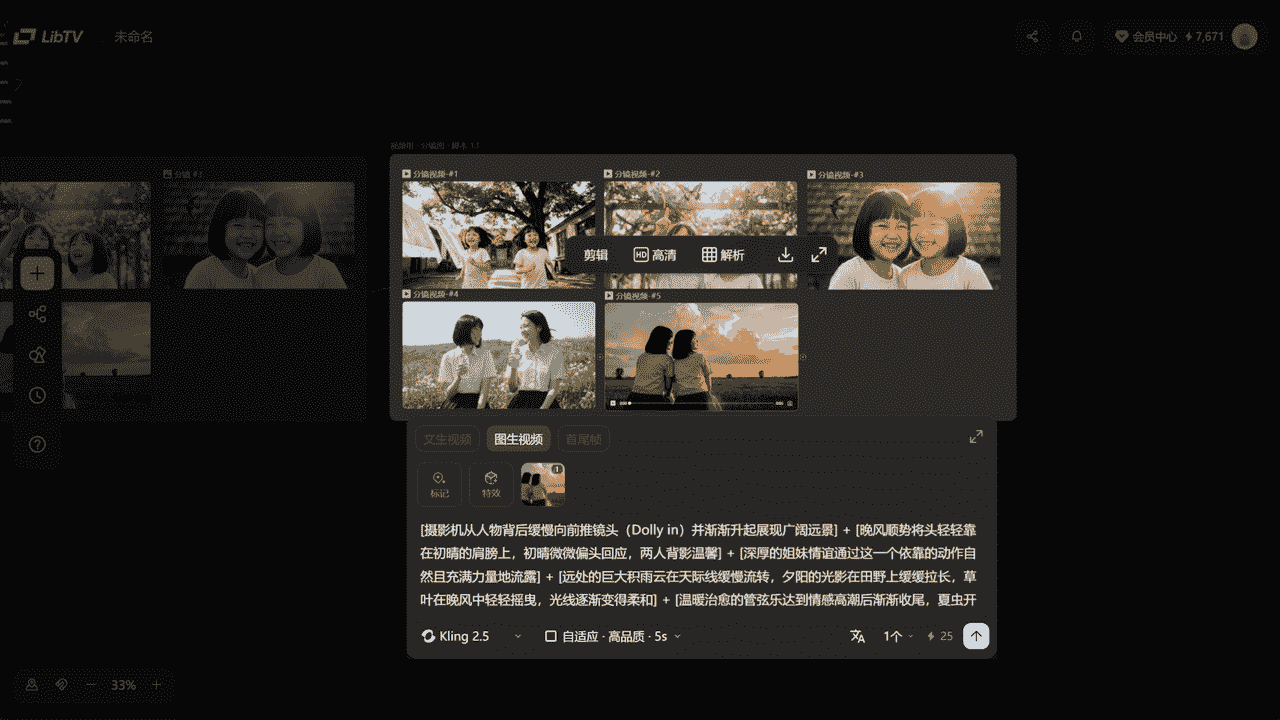 LibTV
未命名
会员中心
7,671
分镜视频-#1
分镜视频-#2
分镜视频-#3
剪辑
HD 高清
解析
分镜视频-#4
分镜视频-#5
文生视频
图生视频
首尾帧
标记
特效
1
[摄影机从人物背后缓慢向前推镜头（Dolly in）并渐渐升起展现广阔远景] + [晚风顺势将头轻轻靠
在初晴的肩膀上，初晴微微偏头回应，两人背影温馨] + [深厚的姐妹情谊通过这一个依靠的动作自
然且充满力量地流露] + [远处的巨大积雨云在天际线缓慢流转，夕阳的光影在田野上缓缓拉长，草
叶在晚风中轻轻摇曳，光线逐渐变得柔和] + [温暖治愈的管弦乐达到情感高潮后渐渐收尾，夏虫开
Kling 2.5
自适应 · 高品质 · 5s
1个
25
33%